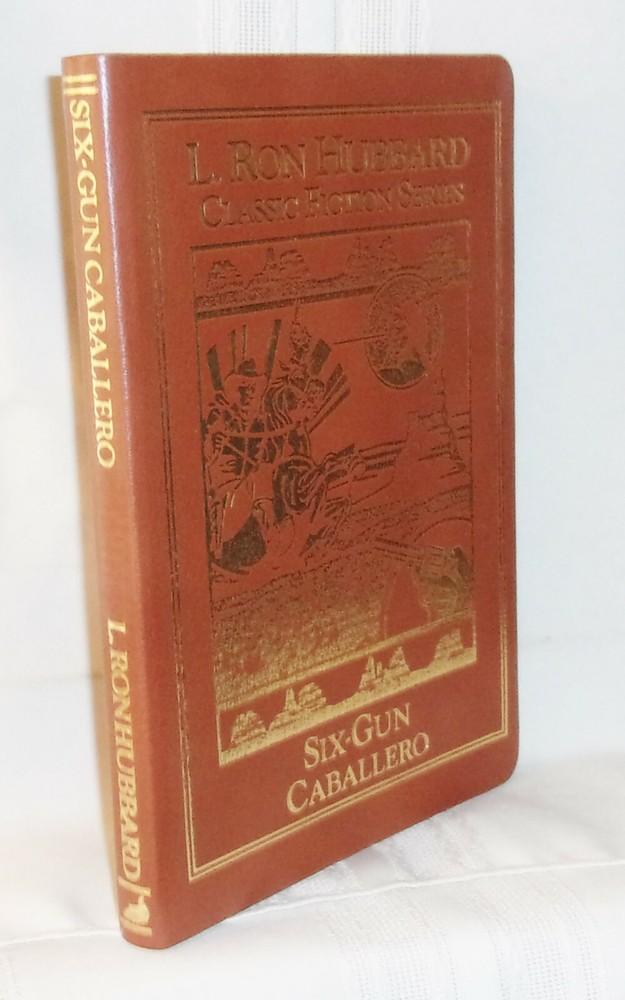 SIX-GUN CABALLERO
L. RON HUBBARD
L. RON HUBBARD
CLASSIC FICTION SERIES
SIX-GUN
CABALLERO